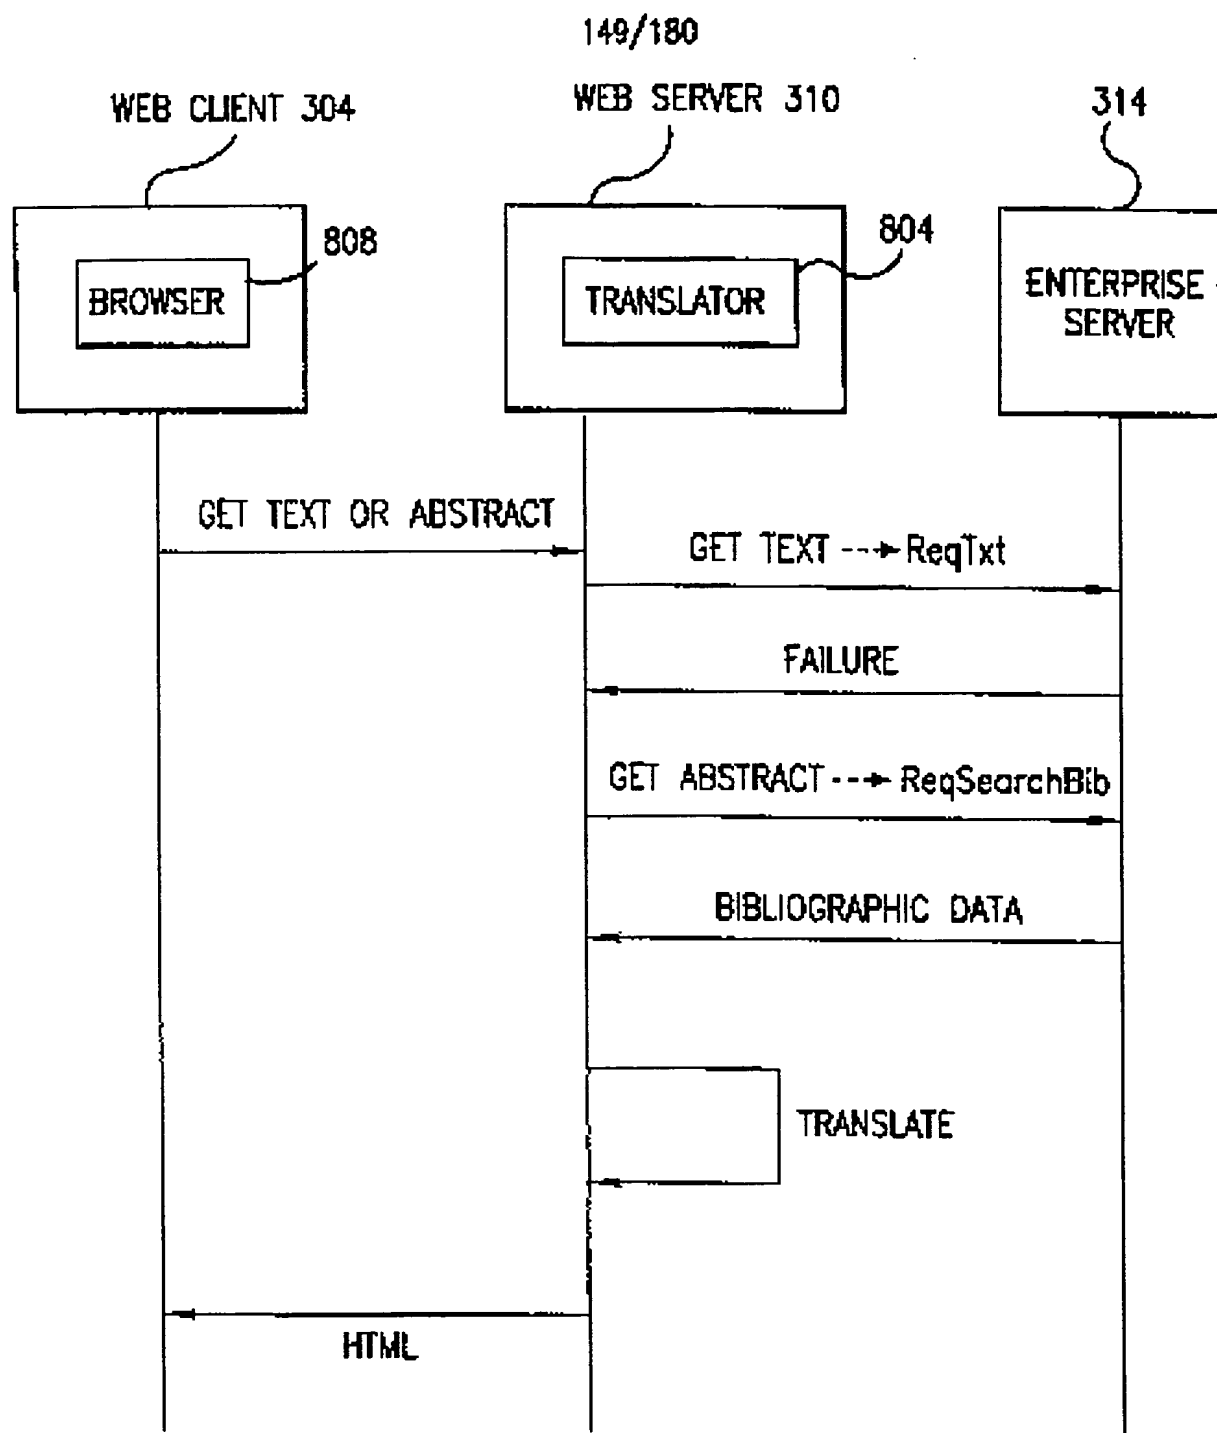 149/180
WEB CLIENT 304
WEB SERVER 310
314
808
804
BROWSER
TRANSLATOR
ENTERPRISE
SERVER
GET TEXT OR ABSTRACT
GET TEXT ---> ReqTxt
FAILURE
GET ABSTRACT ---> ReqSearchBib
BIBLIOGRAPHIC DATA
TRANSLATE
HTML